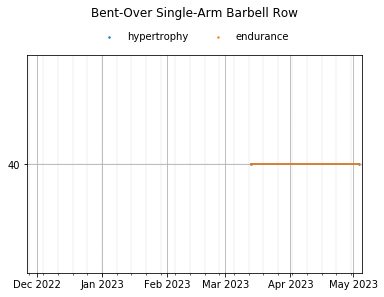 Bent-Over Single-Arm Barbell Row
hypertrophy endurance
40
Dec 2022 Jan 2023 Feb 2023 Mar 2023 Apr 2023 May 2023